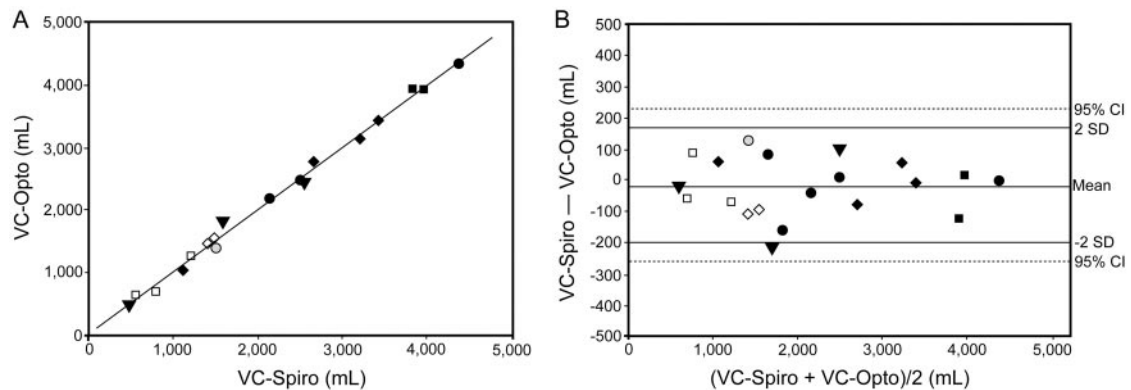 A
5,000
4,000
3,000
2,000
1,000
0
VC-Opto (mL)
0 1,000 2,000 3,000 4,000 5,000
VC-Spiro (mL)
B
500
400
300
200
100
0
-100
-200
-300
-400
-500
VC-Spiro — VC-Opto (mL)
95% CI
2 SD
Mean
-2 SD
95% CI
0 1,000 2,000 3,000 4,000 5,000
(VC-Spiro + VC-Opto)/2 (mL)